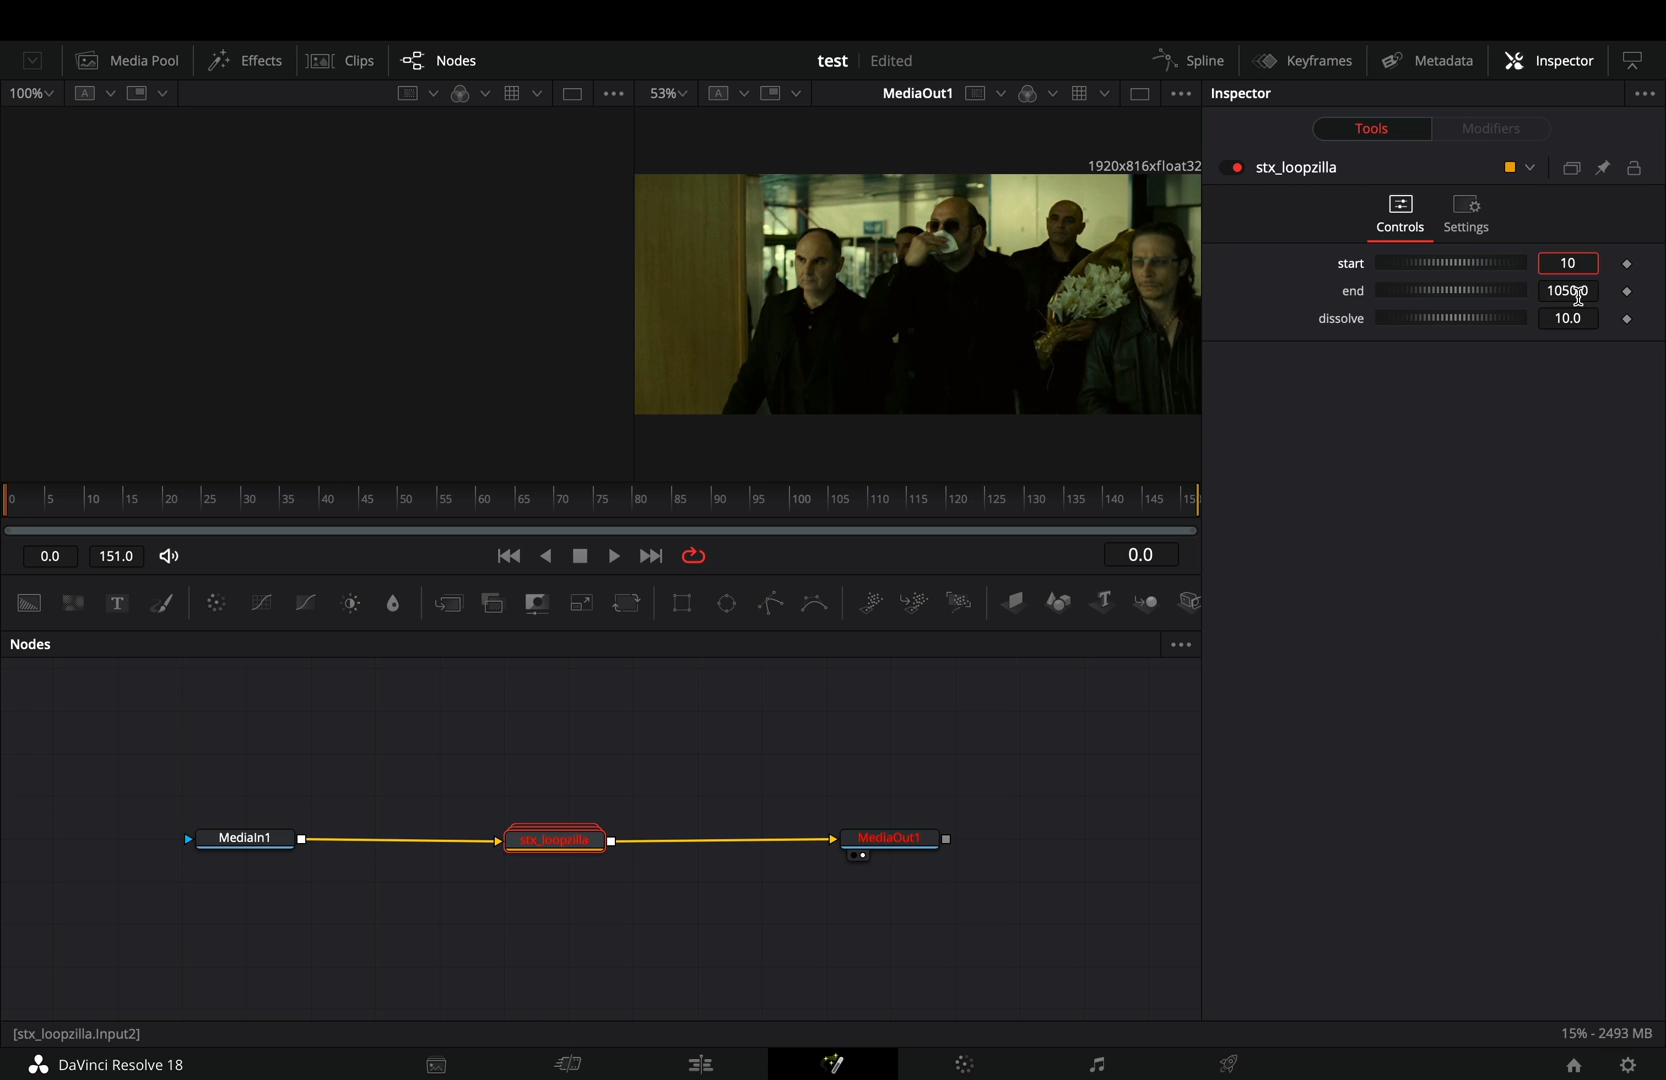 Media Pool Effects Clips Nodes test Edited Spline Keyframes Metadata Inspector
100% A 53% A MediaOut1 Inspector
Tools Modifiers
1920x816xfloat32
stx_loopzilla
Controls Settings
start 10
end 1050.0
dissolve 10.0
0 5 10 15 20 25 30 35 40 45 50 55 60 65 70 75 80 85 90 95 100 105 110 115 120 125 130 135 140 145 15
0.0 151.0 0.0
T T
Nodes
MediaIn1 stx_loopzilla MediaOut1
[stx_loopzilla.Input2] 15% - 2493 MB
DaVinci Resolve 18